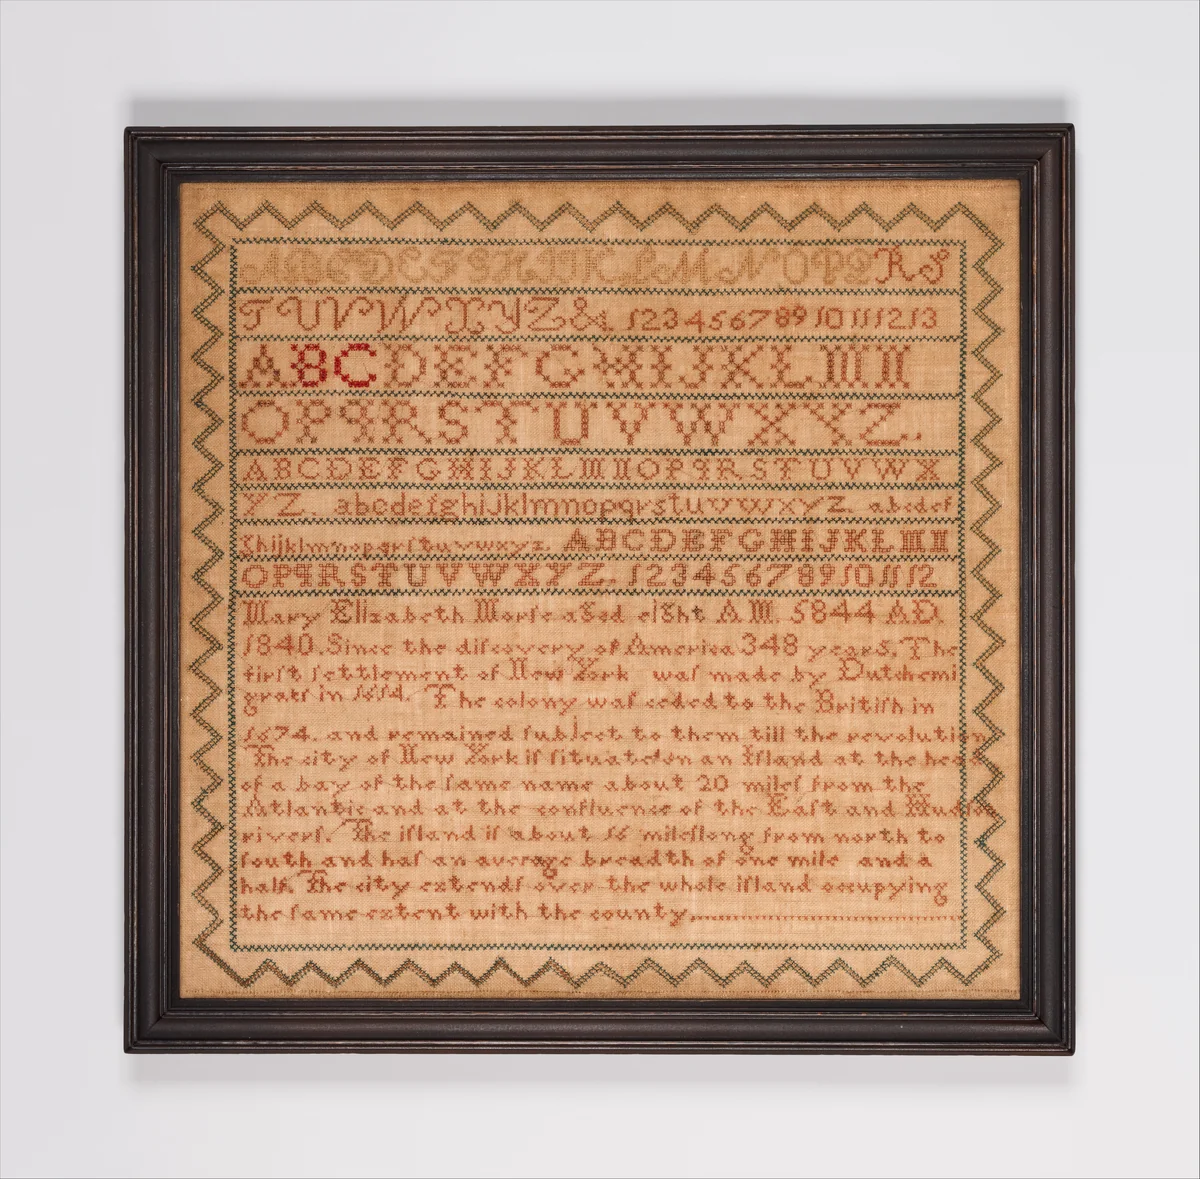 ABCDEFGHIJKLMNOPQRS
TUVWXYZ& 12345678910111213
ABCDEFGHIJKLMN
OPQRSTUVWXYZ.
ABCDEFGHIJKLMNOPQRSTUVWX
YZ. abcdefghijklmnopqrstuvwxyz. abcdef
ghijklmnopqrſtuvwxyz. ABCDEFGHIJKLMN
OPQRSTUVWXYZ. 123456789101112
Mary Elizabeth Morſe aged eight AM. 5844 AD.
1840. Since the diſcovery of America 348 years. The
firſt ſettlement of New York waſ made by Dutchemi
gratſ in 1614. The colony waſ ceded to the Britiſh in
1674. and remained ſubject to them till the revolution
The city of New York iſ ſituated on an Iſland at the head
of a bay of the ſame name about 20 mileſ from the
Atlantic and at the confluence of the Eaſt and Hudſon
riverſ. The iſland iſ about 16 mileſ long from north to
ſouth and haſ an average breadth of one mile and a
half. The city extendſ over the whole iſland occupying
the ſame extent with the county,